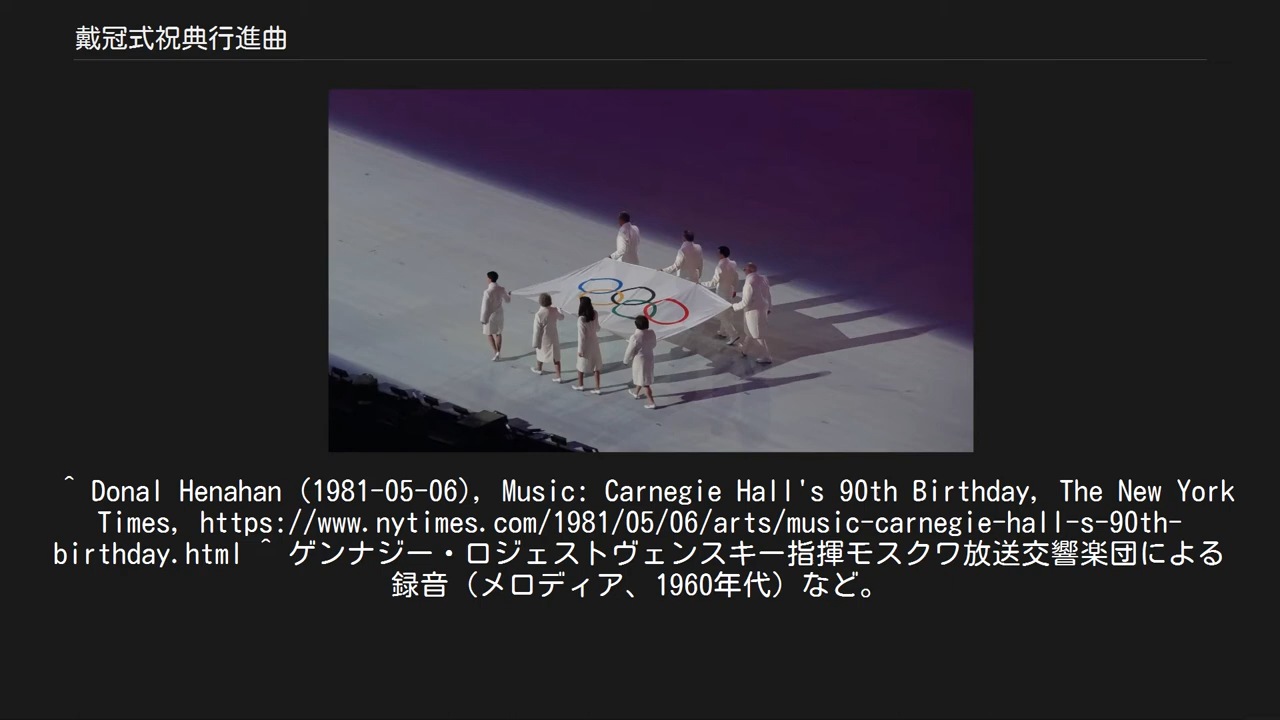 戴冠式祝典行進曲
^ Donal Henahan (1981-05-06), Music: Carnegie Hall's 90th Birthday, The New York
Times, https://www.nytimes.com/1981/05/06/arts/music-carnegie-hall-s-90th-
birthday.html ^ ゲンナジー・ロジェストヴェンスキー指揮モスクワ放送交響楽団による
録音（メロディア、1960年代）など。